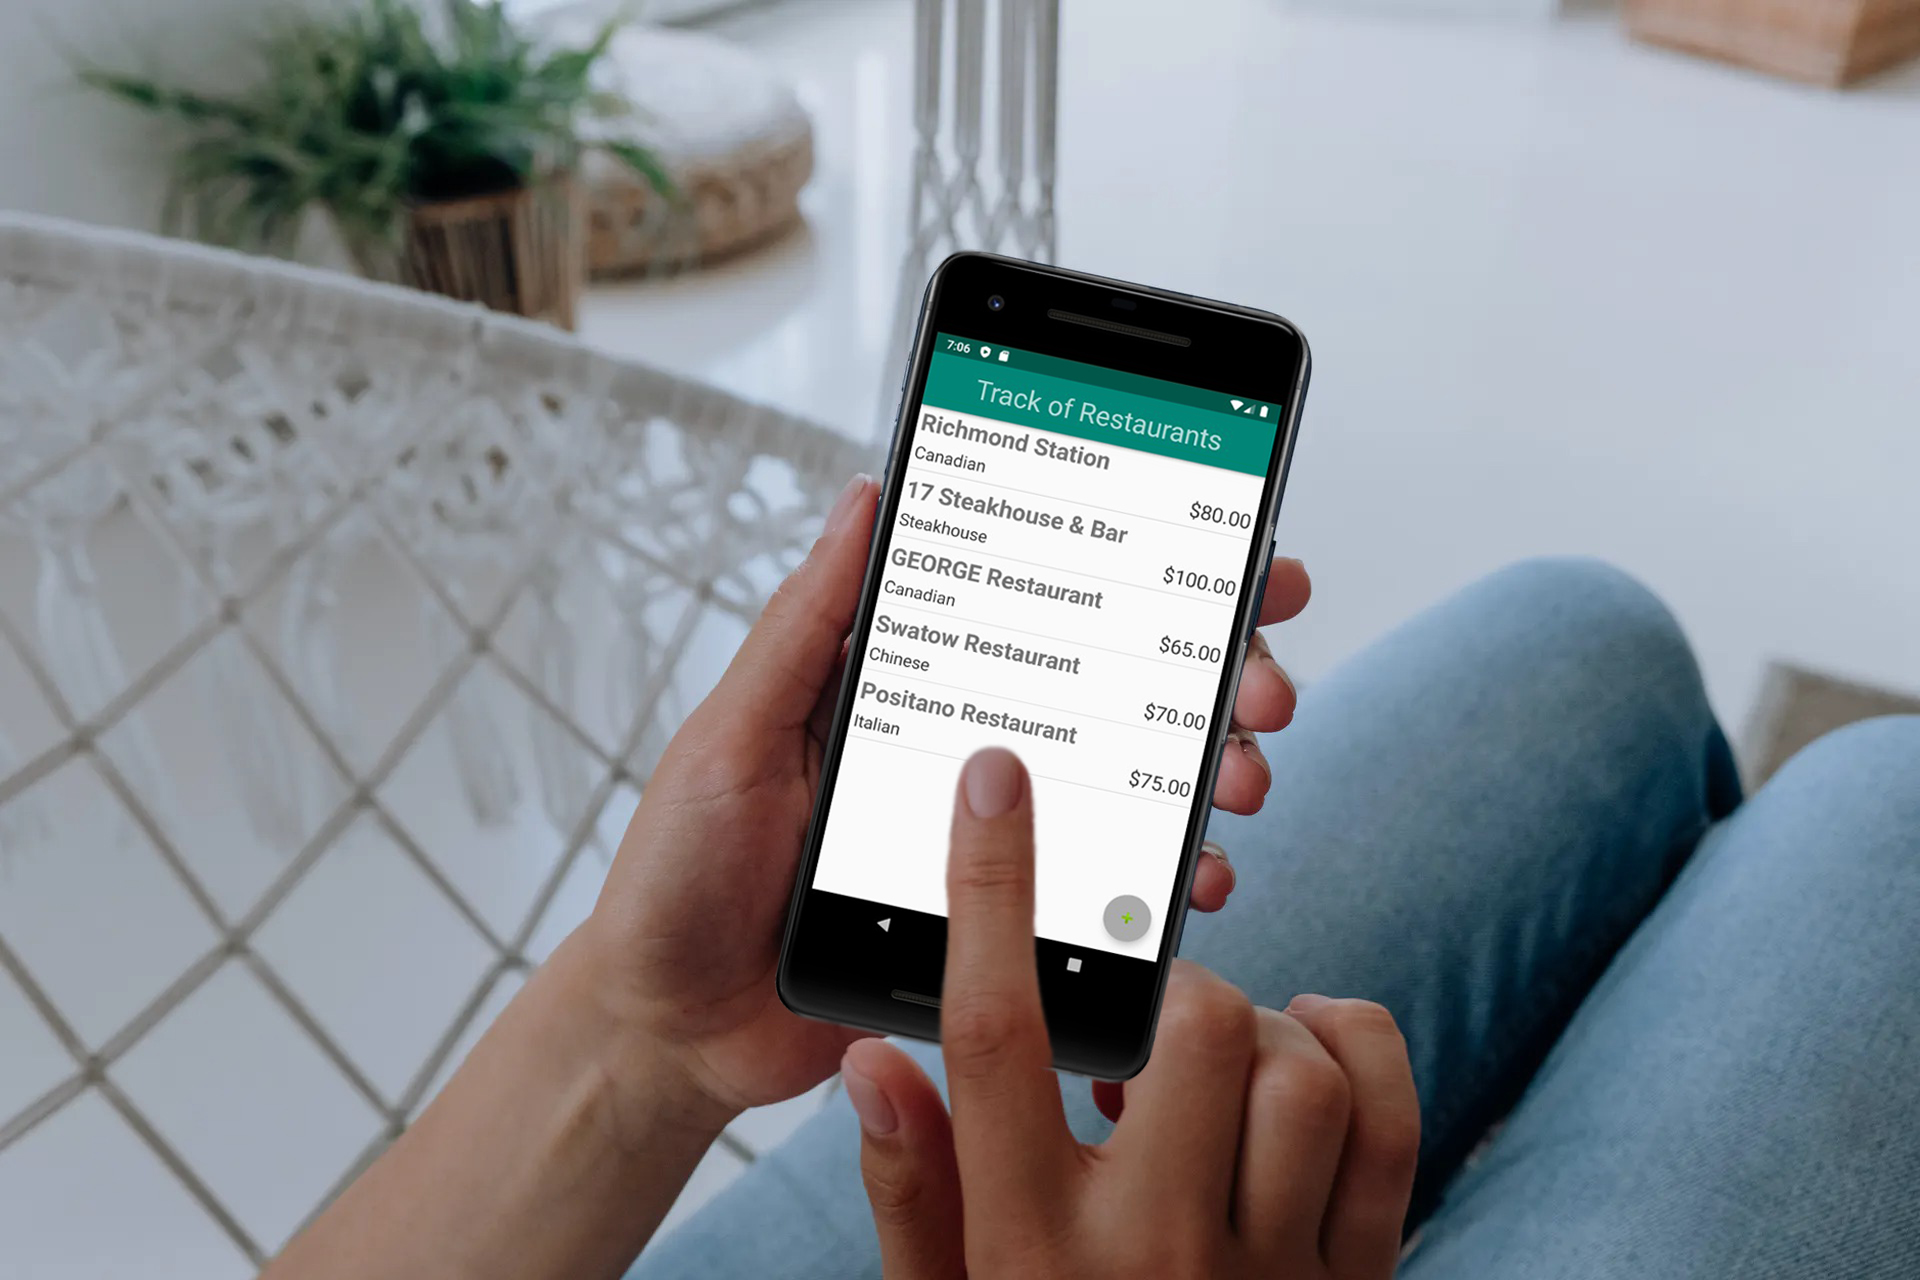 7:06
Track of Restaurants
Richmond Station
Canadian
$80.00
17 Steakhouse & Bar
Steakhouse
$100.00
GEORGE Restaurant
Canadian
$65.00
Swatow Restaurant
Chinese
$70.00
Positano Restaurant
Italian
$75.00
+